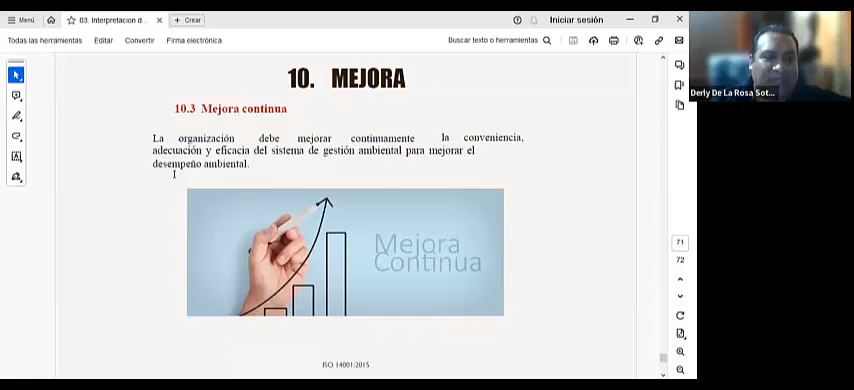 Menú
03. Interpretacion d...
+ Crear
Iniciar sesión
Todas las herramientas Editar Convertir Firma electrónica
Buscar texto o herramientas
Derly De La Rosa Sot...
10. MEJORA
10.3 Mejora continua
La organización debe mejorar continuamente la conveniencia,
adecuación y eficacia del sistema de gestión ambiental para mejorar el
desempeño ambiental.
Mejora
Continua
71
72
ISO 14001:2015